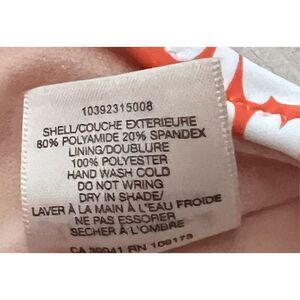 10392315008
SHELL/COUCHE EXTERIEURE
80% POLYAMIDE 20% SPANDEX
LINING/DOUBLURE
100% POLYESTER
HAND WASH COLD
DO NOT WRING
DRY IN SHADE/
LAVER À LA MAIN À L'EAU FROIDE
NE PAS ESSORER
SECHER À L'OMBRE
CA RN